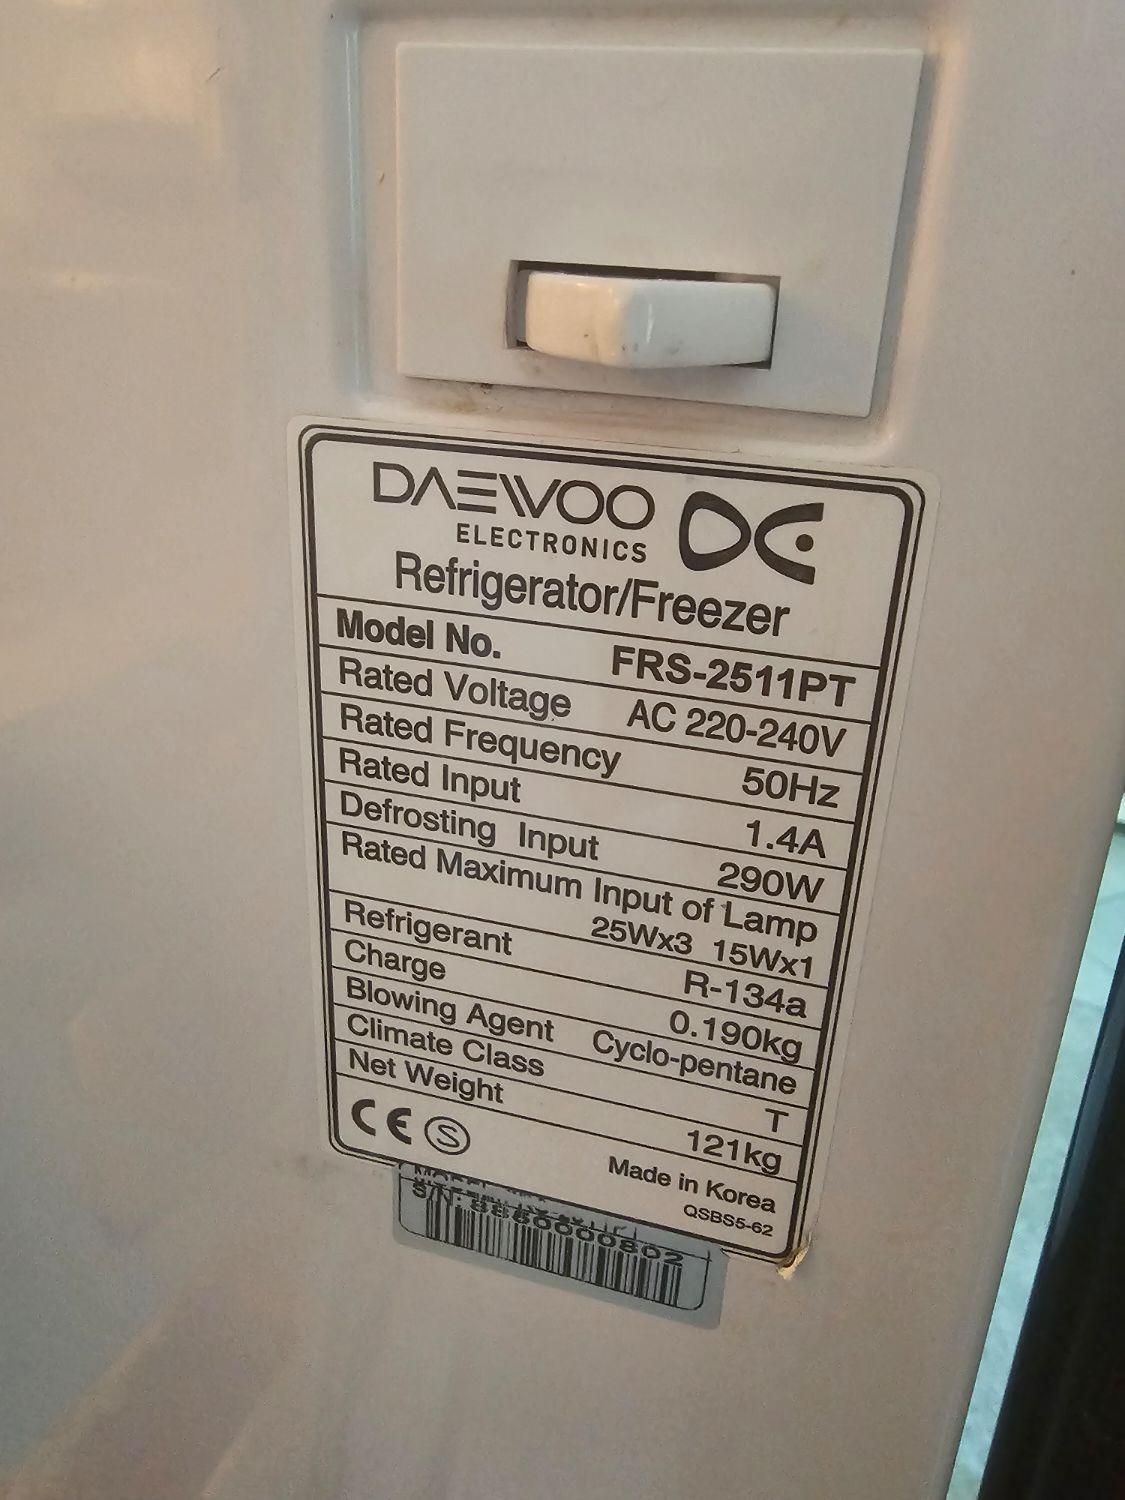 DAEWOO
ELECTRONICS
Refrigerator/Freezer
Model No. FRS-2511PT
Rated Voltage AC 220-240V
Rated Frequency 50Hz
Rated Input 1.4A
Defrosting Input 290W
Rated Maximum Input of Lamp
25Wx3 15Wx1
Refrigerant R-134a
Charge 0.190kg
Blowing Agent Cyclo-pentane
Climate Class T
Net Weight 121kg
CE S
Made in Korea
QSBS5-62
S/N: